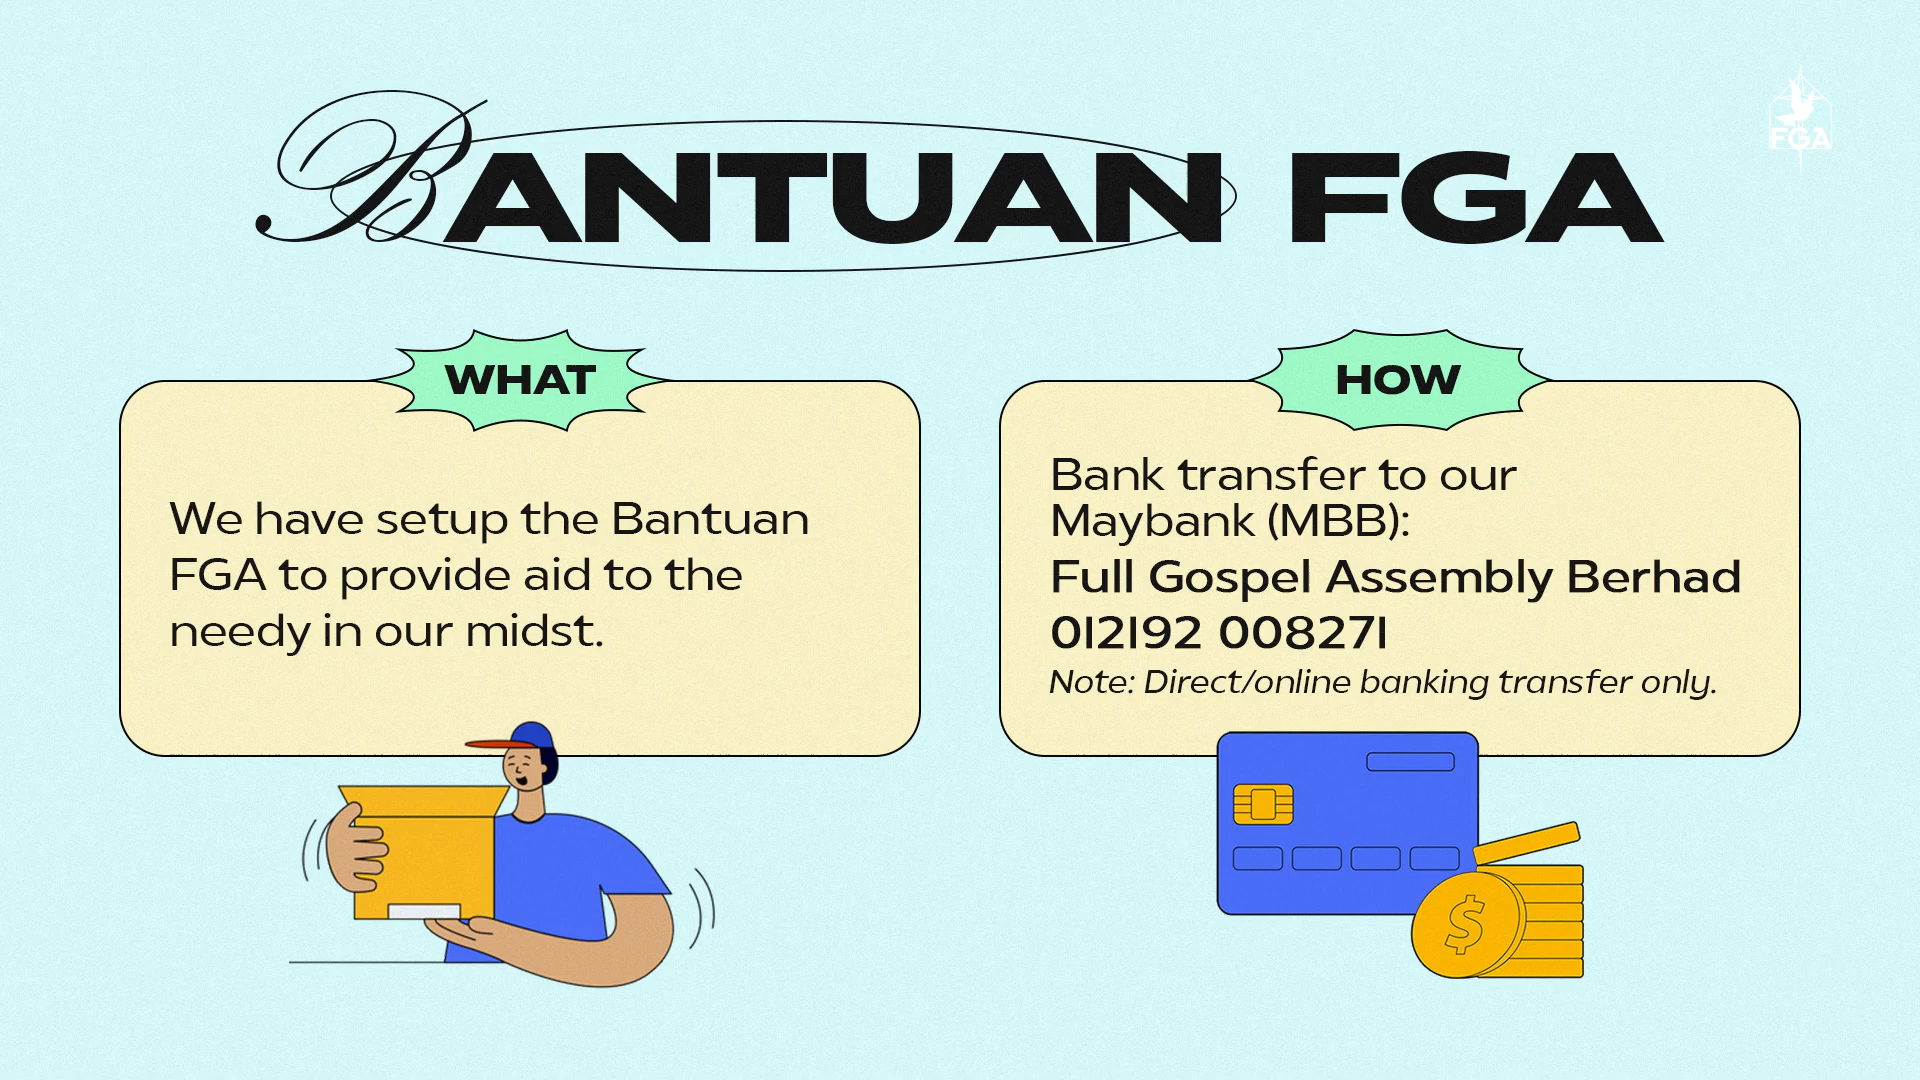 BANTUAN FGA
FGA
WHAT
We have setup the Bantuan
FGA to provide aid to the
needy in our midst.
HOW
Bank transfer to our
Maybank (MBB):
Full Gospel Assembly Berhad
012192 008271
Note: Direct/online banking transfer only.
$